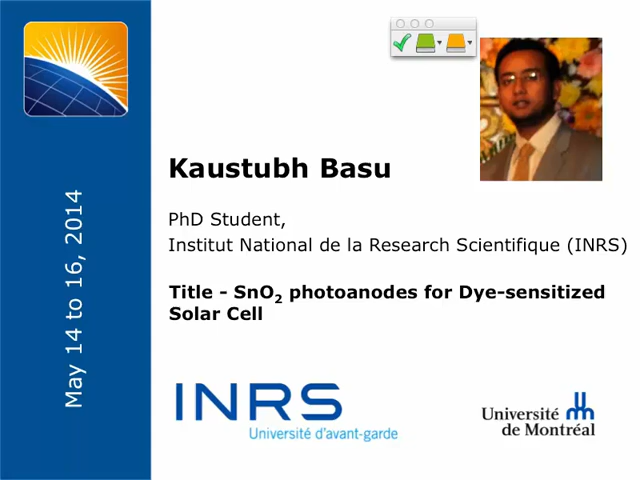 May 14 to 16, 2014
Kaustubh Basu
PhD Student,
Institut National de la Research Scientifique (INRS)
Title - SnO₂ photoanodes for Dye-sensitized
Solar Cell
INRS
Université d'avant-garde
Université
de Montréal